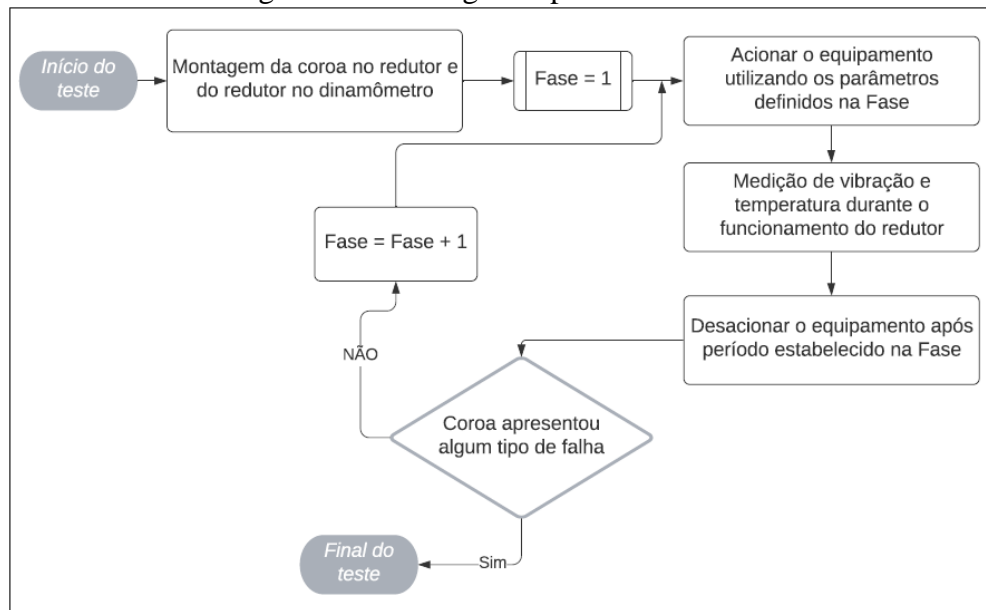 Início do
teste
Montagem da coroa no redutor e
do redutor no dinamômetro
Fase = 1
Acionar o equipamento
utilizando os parâmetros
definidos na Fase
Medição de vibração e
temperatura durante o
funcionamento do redutor
Desacionar o equipamento após
período estabelecido na Fase
Coroa apresentou
algum tipo de falha
NÃO
Fase = Fase + 1
Sim
Final do
teste